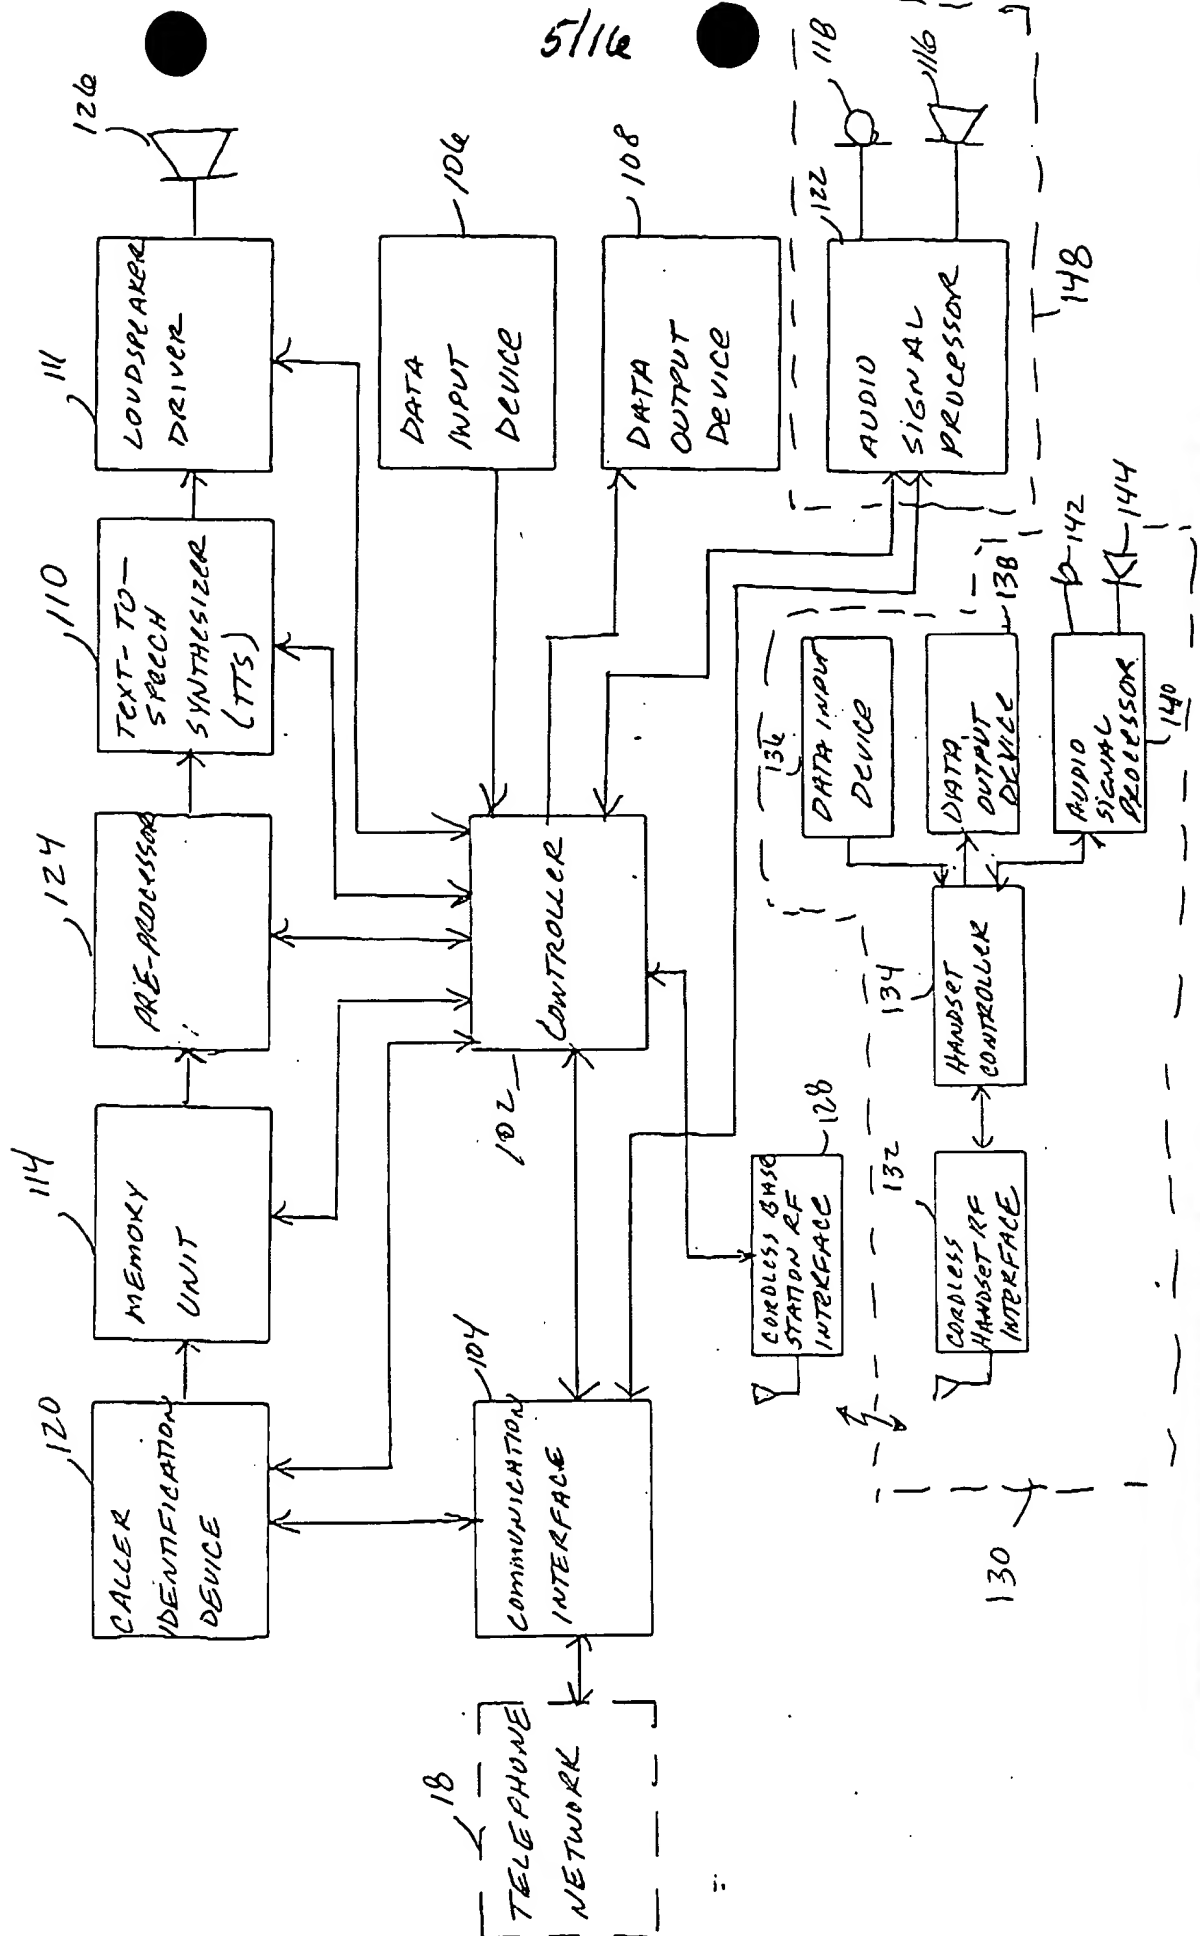 5/16
120
CALLER
IDENTIFICATION
DEVICE
114
MEMORY
UNIT
124
PRE-PROCESSOR
110
TEXT-TO-
SPEECH
SYNTHESIZER
(TTS)
111
LOUDSPEAKER
DRIVER
126
18
TELEPHONE
NETWORK
104
COMMUNICATION
INTERFACE
102
CONTROLLER
DATA
INPUT
DEVICE
106
DATA
OUTPUT
DEVICE
108
CORDLESS BASE
STATION RF
INTERFACE
128
122
AUDIO
SIGNAL
PROCESSOR
118
116
148
132
CORDLESS
HANDSET RF
INTERFACE
134
HANDSET
CONTROLLER
136
DATA INPUT
DEVICE
DATA
OUTPUT
DEVICE
138
AUDIO
SIGNAL
PROCESSOR
140
142
144
130